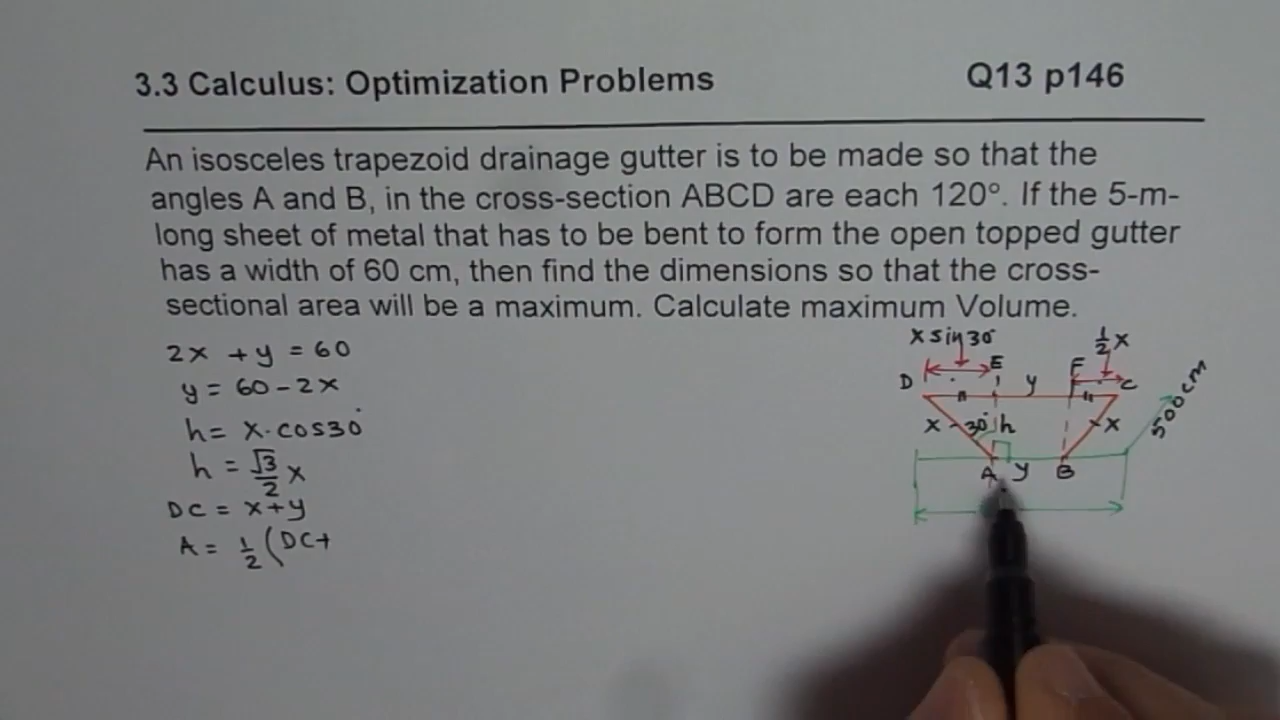 3.3 Calculus: Optimization Problems Q13 p146
An isosceles trapezoid drainage gutter is to be made so that the
angles A and B, in the cross-section ABCD are each 120°. If the 5-m-
long sheet of metal that has to be bent to form the open topped gutter
has a width of 60 cm, then find the dimensions so that the cross-
sectional area will be a maximum. Calculate maximum Volume.
2x + y = 60
y = 60 - 2x
h = x · cos30°
h = √3/2 x
DC = x + y
A = 1/2 (DC +
x sin 30° 1/2 x
D E y F C
x 30° h x 500cm
A y B